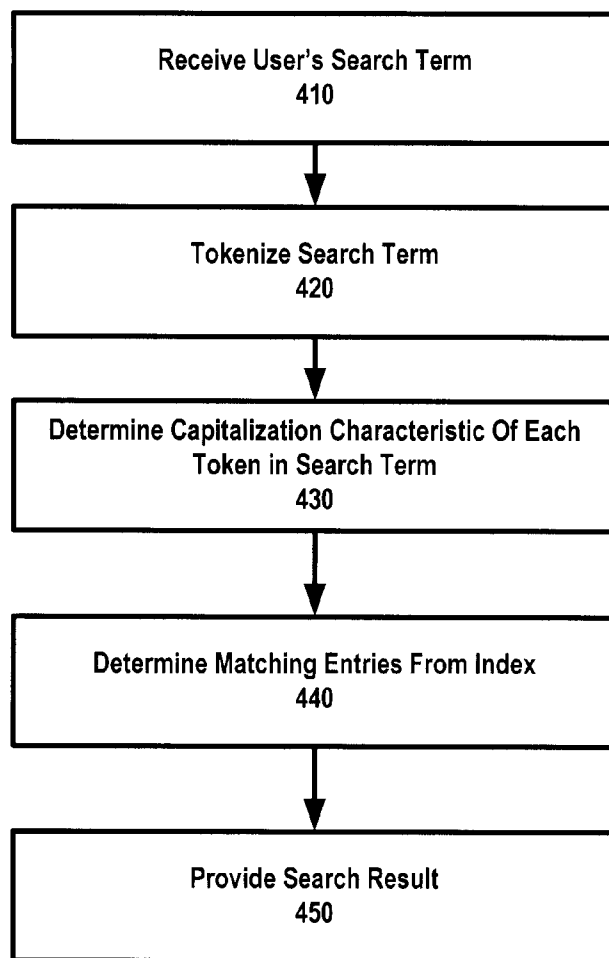 Receive User's Search Term
410
Tokenize Search Term
420
Determine Capitalization Characteristic Of Each
Token in Search Term
430
Determine Matching Entries From Index
440
Provide Search Result
450